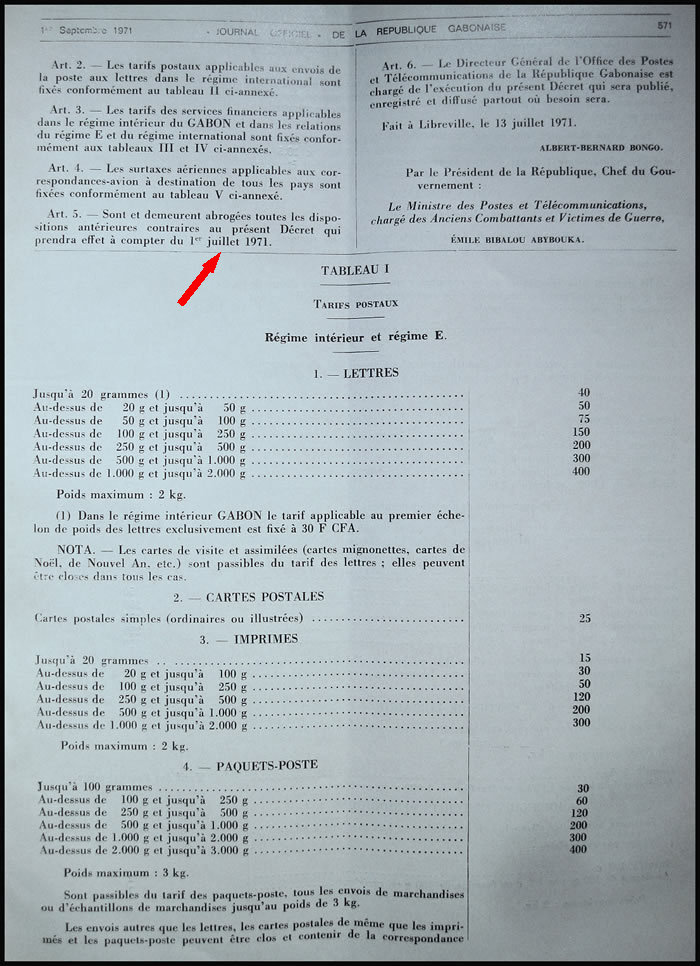 1er Septembre 1971
- JOURNAL OFFICIEL - DE LA REPUBLIQUE GABONAISE
571
Art. 2. — Les tarifs postaux applicables aux envois de
la poste aux lettres dans le régime international sont
fixés conformément au tableau II ci-annexé.
Art. 3. — Les tarifs des services financiers applicables
dans le régime intérieur du GABON et dans les relations
du régime E et du régime international sont fixés confor-
mément aux tableaux III et IV ci-annexés.
Art. 4. — Les surtaxes aériennes applicables aux cor-
respondances-avion à destination de tous les pays sont
fixées conformément au tableau V ci-annexé.
Art. 5. — Sont et demeurent abrogées toutes les dispo-
sitions antérieures contraires au présent Décret qui
prendra effet à compter du 1er juillet 1971.
Art. 6. — Le Directeur Général de l'Office des Postes
et Télécommunications de la République Gabonaise est
chargé de l'exécution du présent Décret qui sera publié,
enregistré et diffusé partout où besoin sera.
Fait à Libreville, le 13 juillet 1971.
ALBERT-BERNARD BONGO.
Par le Président de la République, Chef du Gou-
vernement :
Le Ministre des Postes et Télécommunications,
chargé des Anciens Combattants et Victimes de Guerre,
ÉMILE BIBALOU ABYBOUKA.
TABLEAU I
TARIFS POSTAUX
Régime intérieur et régime E.
1. — LETTRES
Jusqu'à 20 grammes (1) .......... 40
Au-dessus de 20 g et jusqu'à 50 g .......... 50
Au-dessus de 50 g et jusqu'à 100 g .......... 75
Au-dessus de 100 g et jusqu'à 250 g .......... 150
Au-dessus de 250 g et jusqu'à 500 g .......... 200
Au-dessus de 500 g et jusqu'à 1.000 g .......... 300
Au-dessus de 1.000 g et jusqu'à 2.000 g .......... 400
Poids maximum : 2 kg.
(1) Dans le régime intérieur GABON le tarif applicable au premier éche-
lon de poids des lettres exclusivement est fixé à 30 F CFA.
NOTA. — Les cartes de visite et assimilées (cartes mignonettes, cartes de
Noël, de Nouvel An, etc.) sont passibles du tarif des lettres ; elles peuvent
être closes dans tous les cas.
2. — CARTES POSTALES
Cartes postales simples (ordinaires ou illustrées) .......... 25
3. — IMPRIMES
Jusqu'à 20 grammes .......... 15
Au-dessus de 20 g et jusqu'à 100 g .......... 30
Au-dessus de 100 g et jusqu'à 250 g .......... 50
Au-dessus de 250 g et jusqu'à 500 g .......... 120
Au-dessus de 500 g et jusqu'à 1.000 g .......... 200
Au-dessus de 1.000 g et jusqu'à 2.000 g .......... 300
Poids maximum : 2 kg.
4. — PAQUETS-POSTE
Jusqu'à 100 grammes .......... 30
Au-dessus de 100 g et jusqu'à 250 g .......... 60
Au-dessus de 250 g et jusqu'à 500 g .......... 120
Au-dessus de 500 g et jusqu'à 1.000 g .......... 200
Au-dessus de 1.000 g et jusqu'à 2.000 g .......... 300
Au-dessus de 2.000 g et jusqu'à 3.000 g .......... 400
Poids maximum : 3 kg.
Sont passibles du tarif des paquets-poste, tous les envois de marchandises
ou d'échantillons de marchandises jusqu'au poids de 3 kg.
Les envois autres que les lettres, les cartes postales de même que les impri-
més et les paquets-poste peuvent être clos et contenir de la correspondance